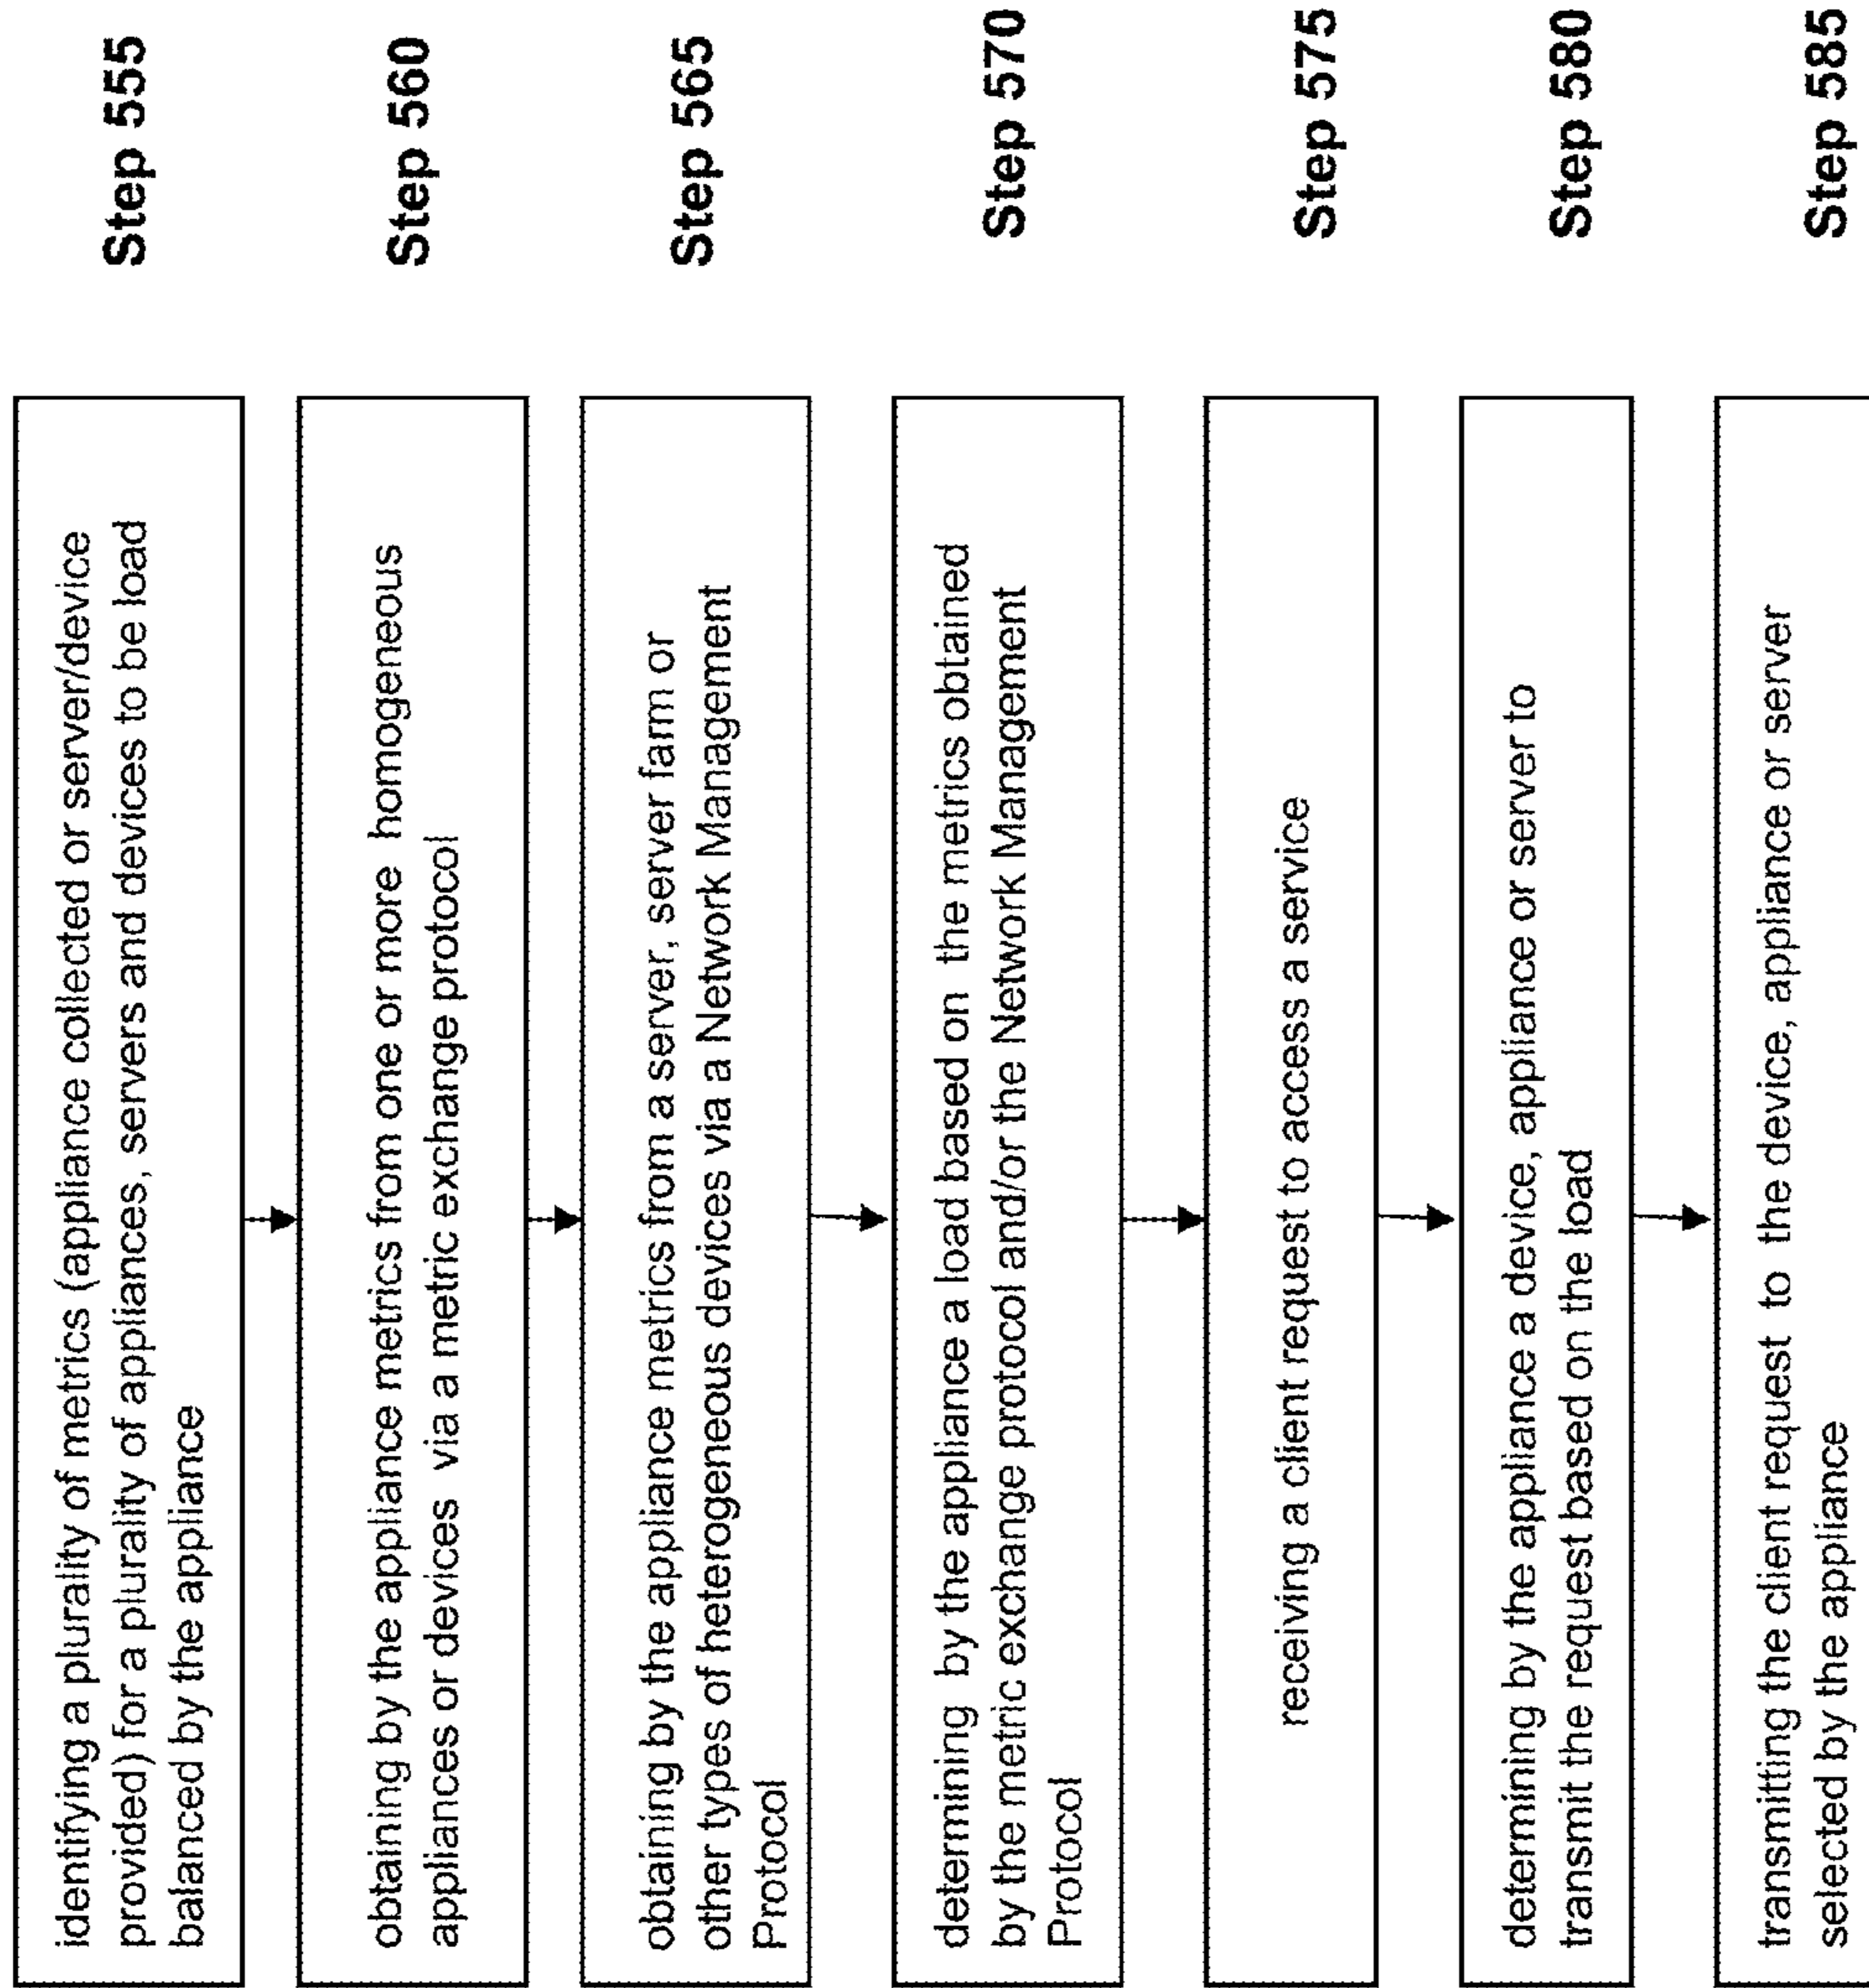 identifying a plurality of metrics (appliance collected or server/device
provided) for a plurality of appliances, servers and devices to be load
balanced by the appliance
Step 555
obtaining by the appliance metrics from one or more homogeneous
appliances or devices via a metric exchange protocol
Step 560
obtaining by the appliance metrics from a server, server farm or
other types of heterogeneous devices via a Network Management
Protocol
Step 565
determining by the appliance a load based on the metrics obtained
by the metric exchange protocol and/or the Network Management
Protocol
Step 570
receiving a client request to access a service
Step 575
determining by the appliance a device, appliance or server to
transmit the request based on the load
Step 580
transmitting the client request to the device, appliance or server
selected by the appliance
Step 585